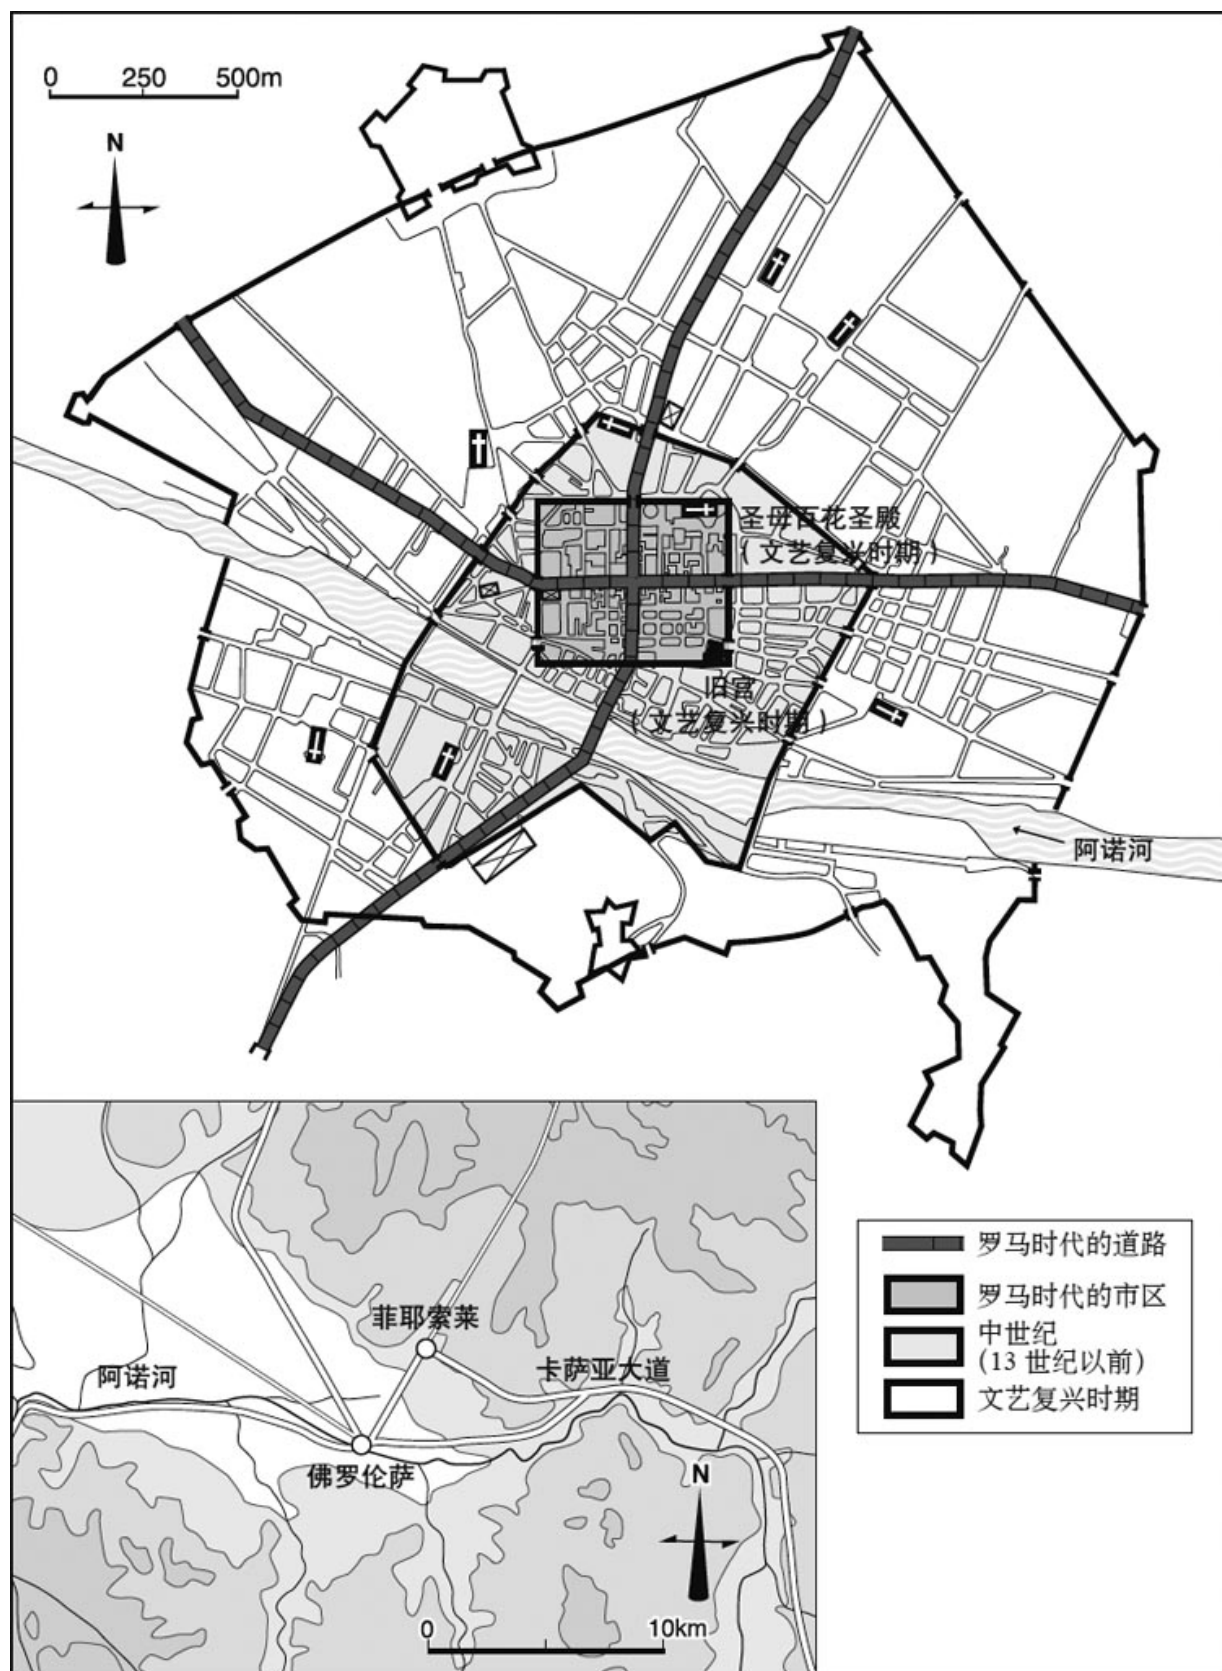 0 250 500m
N
圣母百花圣殿
(文艺复兴时期)
旧宫
(文艺复兴时期)
阿诺河
菲耶索莱
卡萨亚大道
阿诺河
佛罗伦萨
N
0 10km
罗马时代的道路
罗马时代的市区
中世纪
(13 世纪以前)
文艺复兴时期